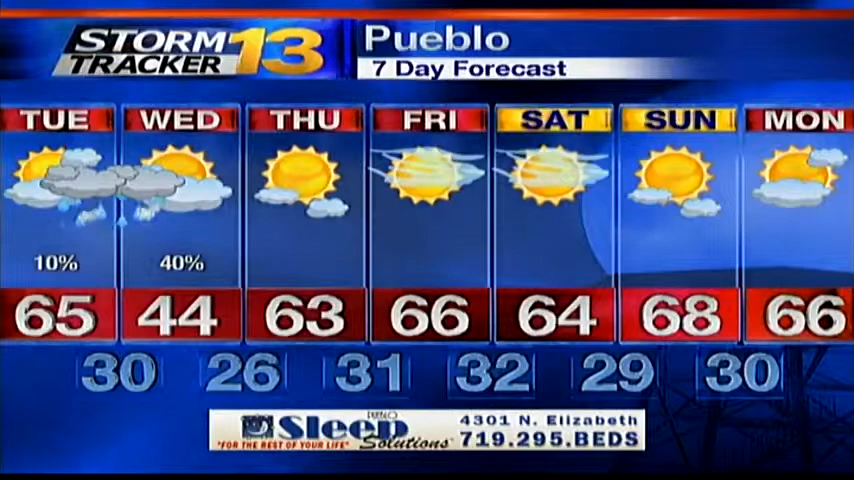 STORM
TRACKER 13
Pueblo
7 Day Forecast
TUE WED THU FRI SAT SUN MON
10% 40%
65 44 63 66 64 68 66
30 26 31 32 29 30
PUEBLO
Sleep
Solutions
"FOR THE REST OF YOUR LIFE"
4301 N. Elizabeth
719.295.BEDS